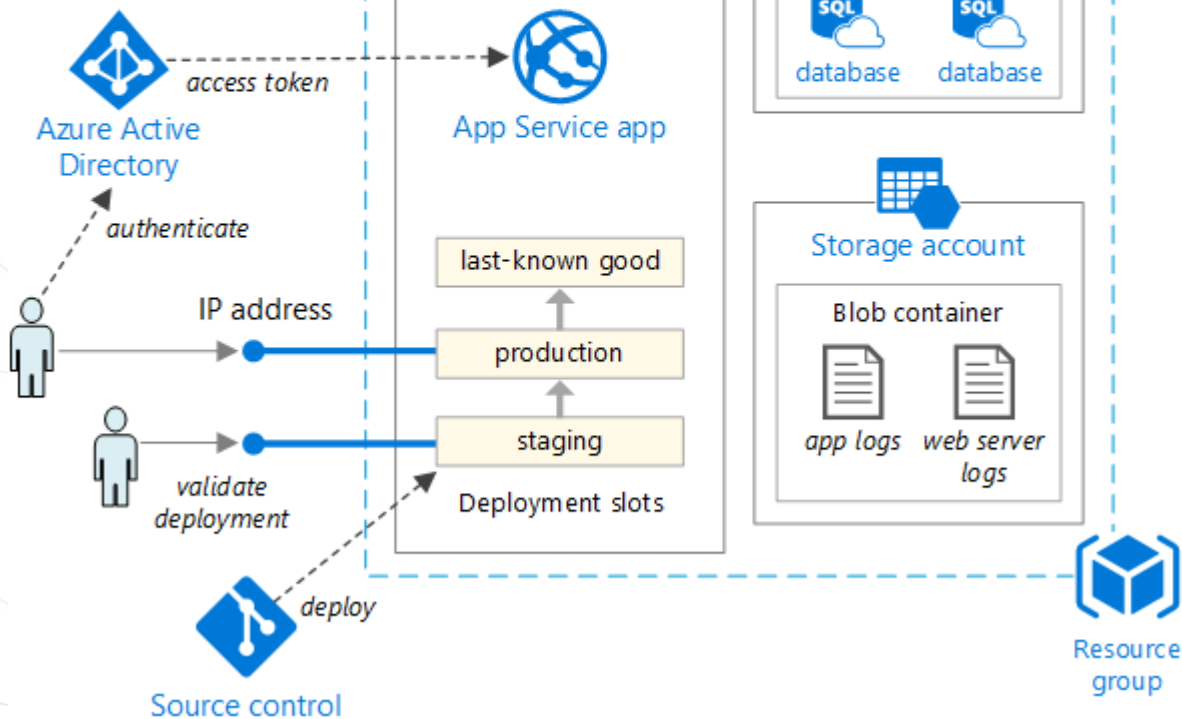 SQL
SQL
database
database
access token
Azure Active
Directory
App Service app
authenticate
Storage account
last-known good
IP address
Blob container
production
staging
app logs
web server
logs
validate
deployment
Deployment slots
deploy
Resource
group
Source control